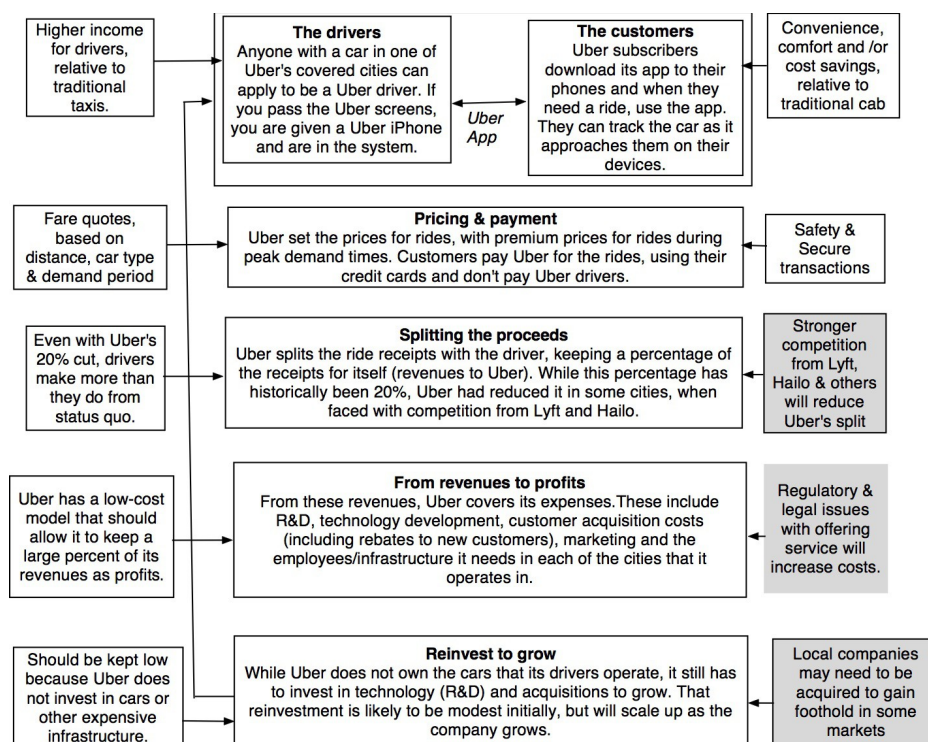 Higher income
for drivers,
relative to
traditional
taxis.
The drivers
Anyone with a car in one of
Uber's covered cities can
apply to be a Uber driver. If
you pass the Uber screens,
you are given a Uber iPhone
and are in the system.
Uber
App
The customers
Uber subscribers
download its app to their
phones and when they
need a ride, use the app.
They can track the car as it
approaches them on their
devices.
Convenience,
comfort and /or
cost savings,
relative to
traditional cab
Fare quotes,
based on
distance, car type
& demand period
Pricing & payment
Uber set the prices for rides, with premium prices for rides during
peak demand times. Customers pay Uber for the rides, using their
credit cards and don't pay Uber drivers.
Safety &
Secure
transactions
Even with Uber's
20% cut, drivers
make more than
they do from
status quo.
Splitting the proceeds
Uber splits the ride receipts with the driver, keeping a percentage of
the receipts for itself (revenues to Uber). While this percentage has
historically been 20%, Uber had reduced it in some cities, when
faced with competition from Lyft and Hailo.
Stronger
competition
from Lyft,
Hailo & others
will reduce
Uber's split
Uber has a low-cost
model that should
allow it to keep a
large percent of its
revenues as profits.
From revenues to profits
From these revenues, Uber covers its expenses.These include
R&D, technology development, customer acquisition costs
(including rebates to new customers), marketing and the
employees/infrastructure it needs in each of the cities that it
operates in.
Regulatory &
legal issues
with offering
service will
increase costs.
Should be kept low
because Uber does
not invest in cars or
other expensive
infrastructure.
Reinvest to grow
While Uber does not own the cars that its drivers operate, it still has
to invest in technology (R&D) and acquisitions to grow. That
reinvestment is likely to be modest initially, but will scale up as the
company grows.
Local companies
may need to be
acquired to gain
foothold in some
markets